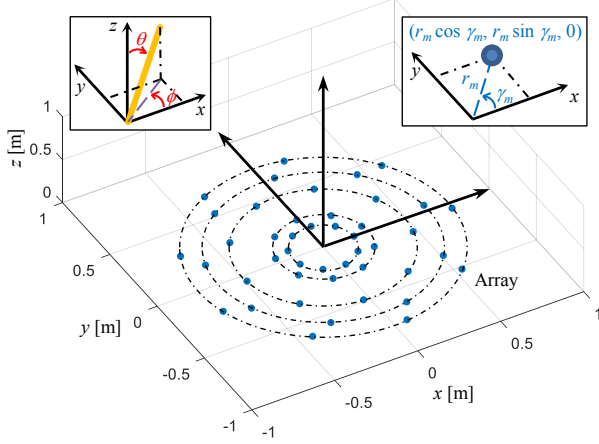 (r_m cos γ_m, r_m sin γ_m, 0)
z
θ
y
ϕ
x
y
r_m
γ_m
x
z [m]
1
0.5
0
1
0.5
0
-0.5
-1
y [m]
Array
-1
-0.5
0
0.5
1
x [m]